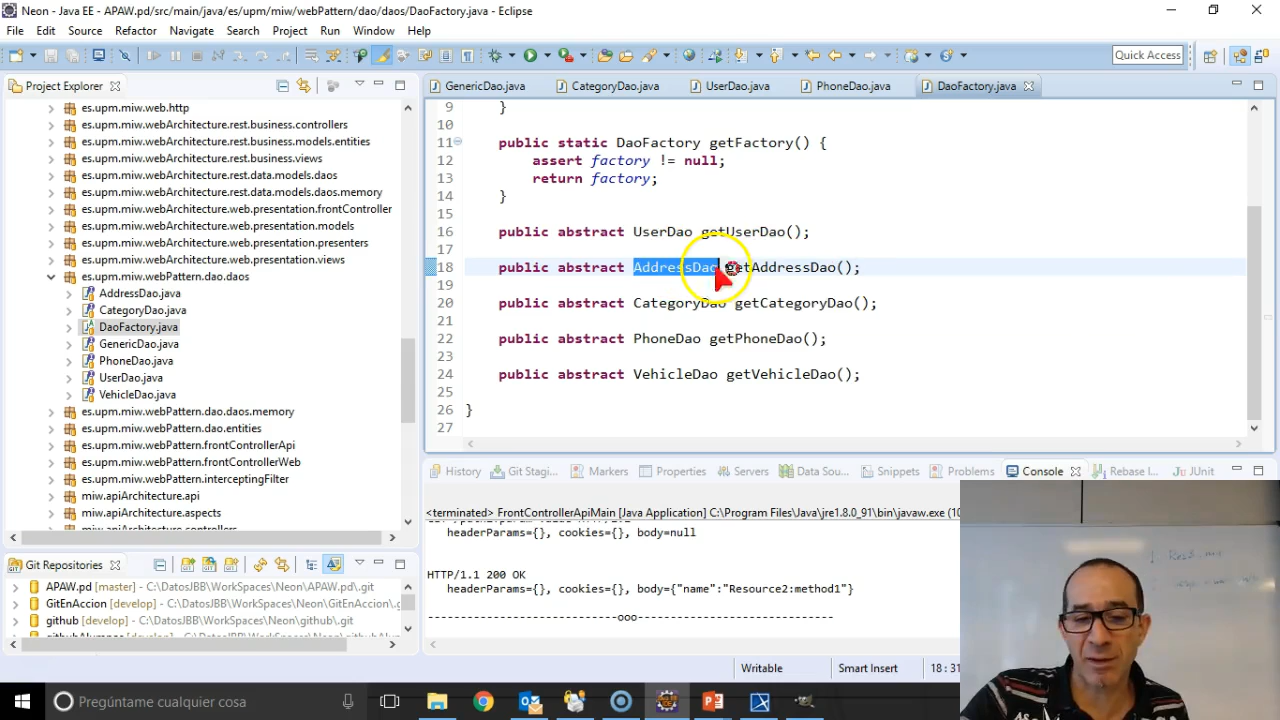 Neon - Java EE - APAW.pd/src/main/java/es/upm/miw/webPattern/dao/daos/DaoFactory.java - Eclipse
File Edit Source Refactor Navigate Search Project Run Window Help
Quick Access
Project Explorer
GenericDao.java CategoryDao.java UserDao.java PhoneDao.java DaoFactory.java
es.upm.miw.web.http
es.upm.miw.webArchitecture.rest.business.controllers
es.upm.miw.webArchitecture.rest.business.models.entities
es.upm.miw.webArchitecture.rest.business.views
es.upm.miw.webArchitecture.rest.data.models.daos
es.upm.miw.webArchitecture.rest.data.models.daos.memory
es.upm.miw.webArchitecture.web.presentation.frontController
es.upm.miw.webArchitecture.web.presentation.models
es.upm.miw.webArchitecture.web.presentation.presenters
es.upm.miw.webArchitecture.web.presentation.views
es.upm.miw.webPattern.dao.daos
AddressDao.java
CategoryDao.java
DaoFactory.java
GenericDao.java
PhoneDao.java
UserDao.java
VehicleDao.java
es.upm.miw.webPattern.dao.daos.memory
es.upm.miw.webPattern.dao.entities
es.upm.miw.webPattern.frontControllerApi
es.upm.miw.webPattern.frontControllerWeb
es.upm.miw.webPattern.interceptingFilter
miw.apiArchitecture.api
miw.apiArchitecture.aspects
miw.apiArchitecture.controllers
9 }
10
11 public static DaoFactory getFactory() {
12 assert factory != null;
13 return factory;
14 }
15
16 public abstract UserDao getUserDao();
17
18 public abstract AddressDao getAddressDao();
19
20 public abstract CategoryDao getCategoryDao();
21
22 public abstract PhoneDao getPhoneDao();
23
24 public abstract VehicleDao getVehicleDao();
25
26 }
27
Git Repositories
APAW.pd [master] - C:\DatosJBB\WorkSpaces\Neon\APAW.pd\.git
GitEnAccion [develop] - C:\DatosJBB\WorkSpaces\Neon\GitEnAccion\.g
github [develop] - C:\DatosJBB\WorkSpaces\Neon\github\.git
History Git Stagi... Markers Properties Servers Data Sou... Snippets Problems Console Rebase I... JUnit
<terminated> FrontControllerApiMain [Java Application] C:\Program Files\Java\jre1.8.0_91\bin\javaw.exe (10
headerParams={}, cookies={}, body=null
HTTP/1.1 200 OK
headerParams={}, cookies={}, body={"name":"Resource2:method1"}
----------------------------ooo----------------------------
Writable Smart Insert 18:31
Pregúntame cualquier cosa